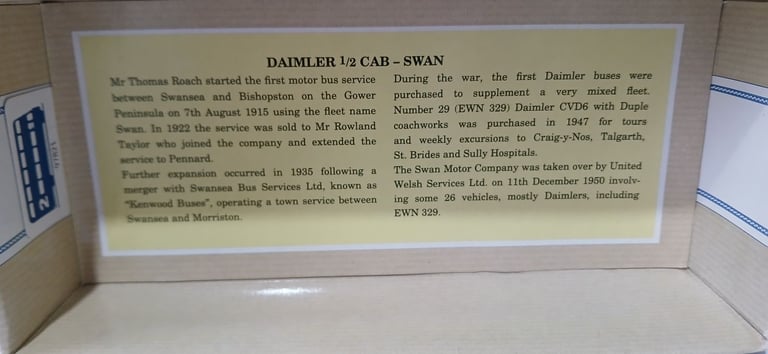 DAIMLER 1/2 CAB – SWAN
Mr Thomas Roach started the first motor bus service
between Swansea and Bishopston on the Gower
Peninsula on 7th August 1915 using the fleet name
Swan. In 1922 the service was sold to Mr Rowland
Taylor who joined the company and extended the
service to Pennard.
Further expansion occurred in 1935 following a
merger with Swansea Bus Services Ltd, known as
"Kenwood Buses", operating a town service between
Swansea and Morriston.
During the war, the first Daimler buses were
purchased to supplement a very mixed fleet.
Number 29 (EWN 329) Daimler CVD6 with Duple
coachworks was purchased in 1947 for tours
and weekly excursions to Craig-y-Nos, Talgarth,
St. Brides and Sully Hospitals.
The Swan Motor Company was taken over by United
Welsh Services Ltd. on 11th December 1950 involv-
ing some 26 vehicles, mostly Daimlers, including
EWN 329.